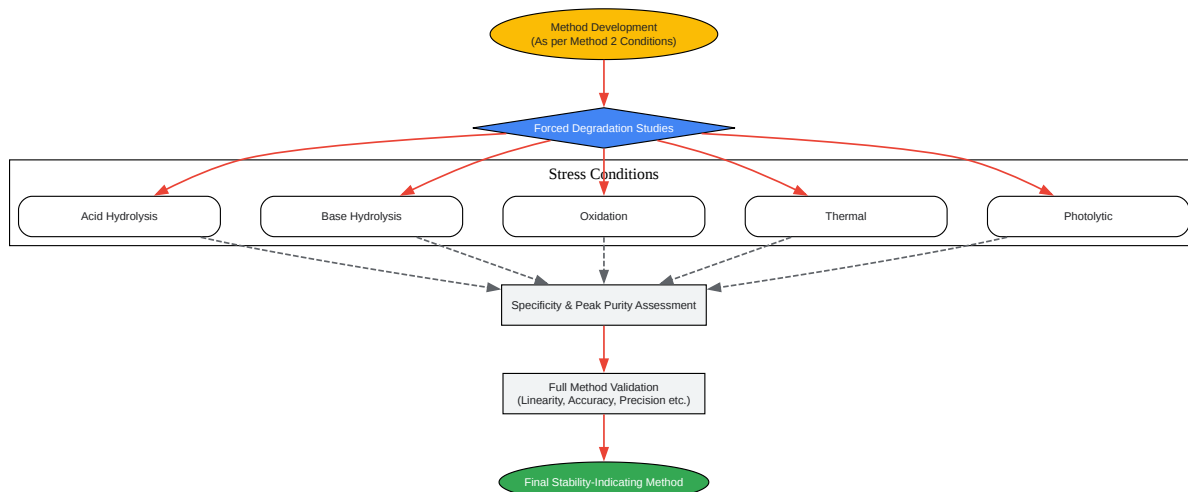 Method Development
(As per Method 2 Conditions)
Forced Degradation Studies
Stress Conditions
Acid Hydrolysis
Base Hydrolysis
Oxidation
Thermal
Photolytic
Specificity & Peak Purity Assessment
Full Method Validation
(Linearity, Accuracy, Precision etc.)
Final Stability-Indicating Method